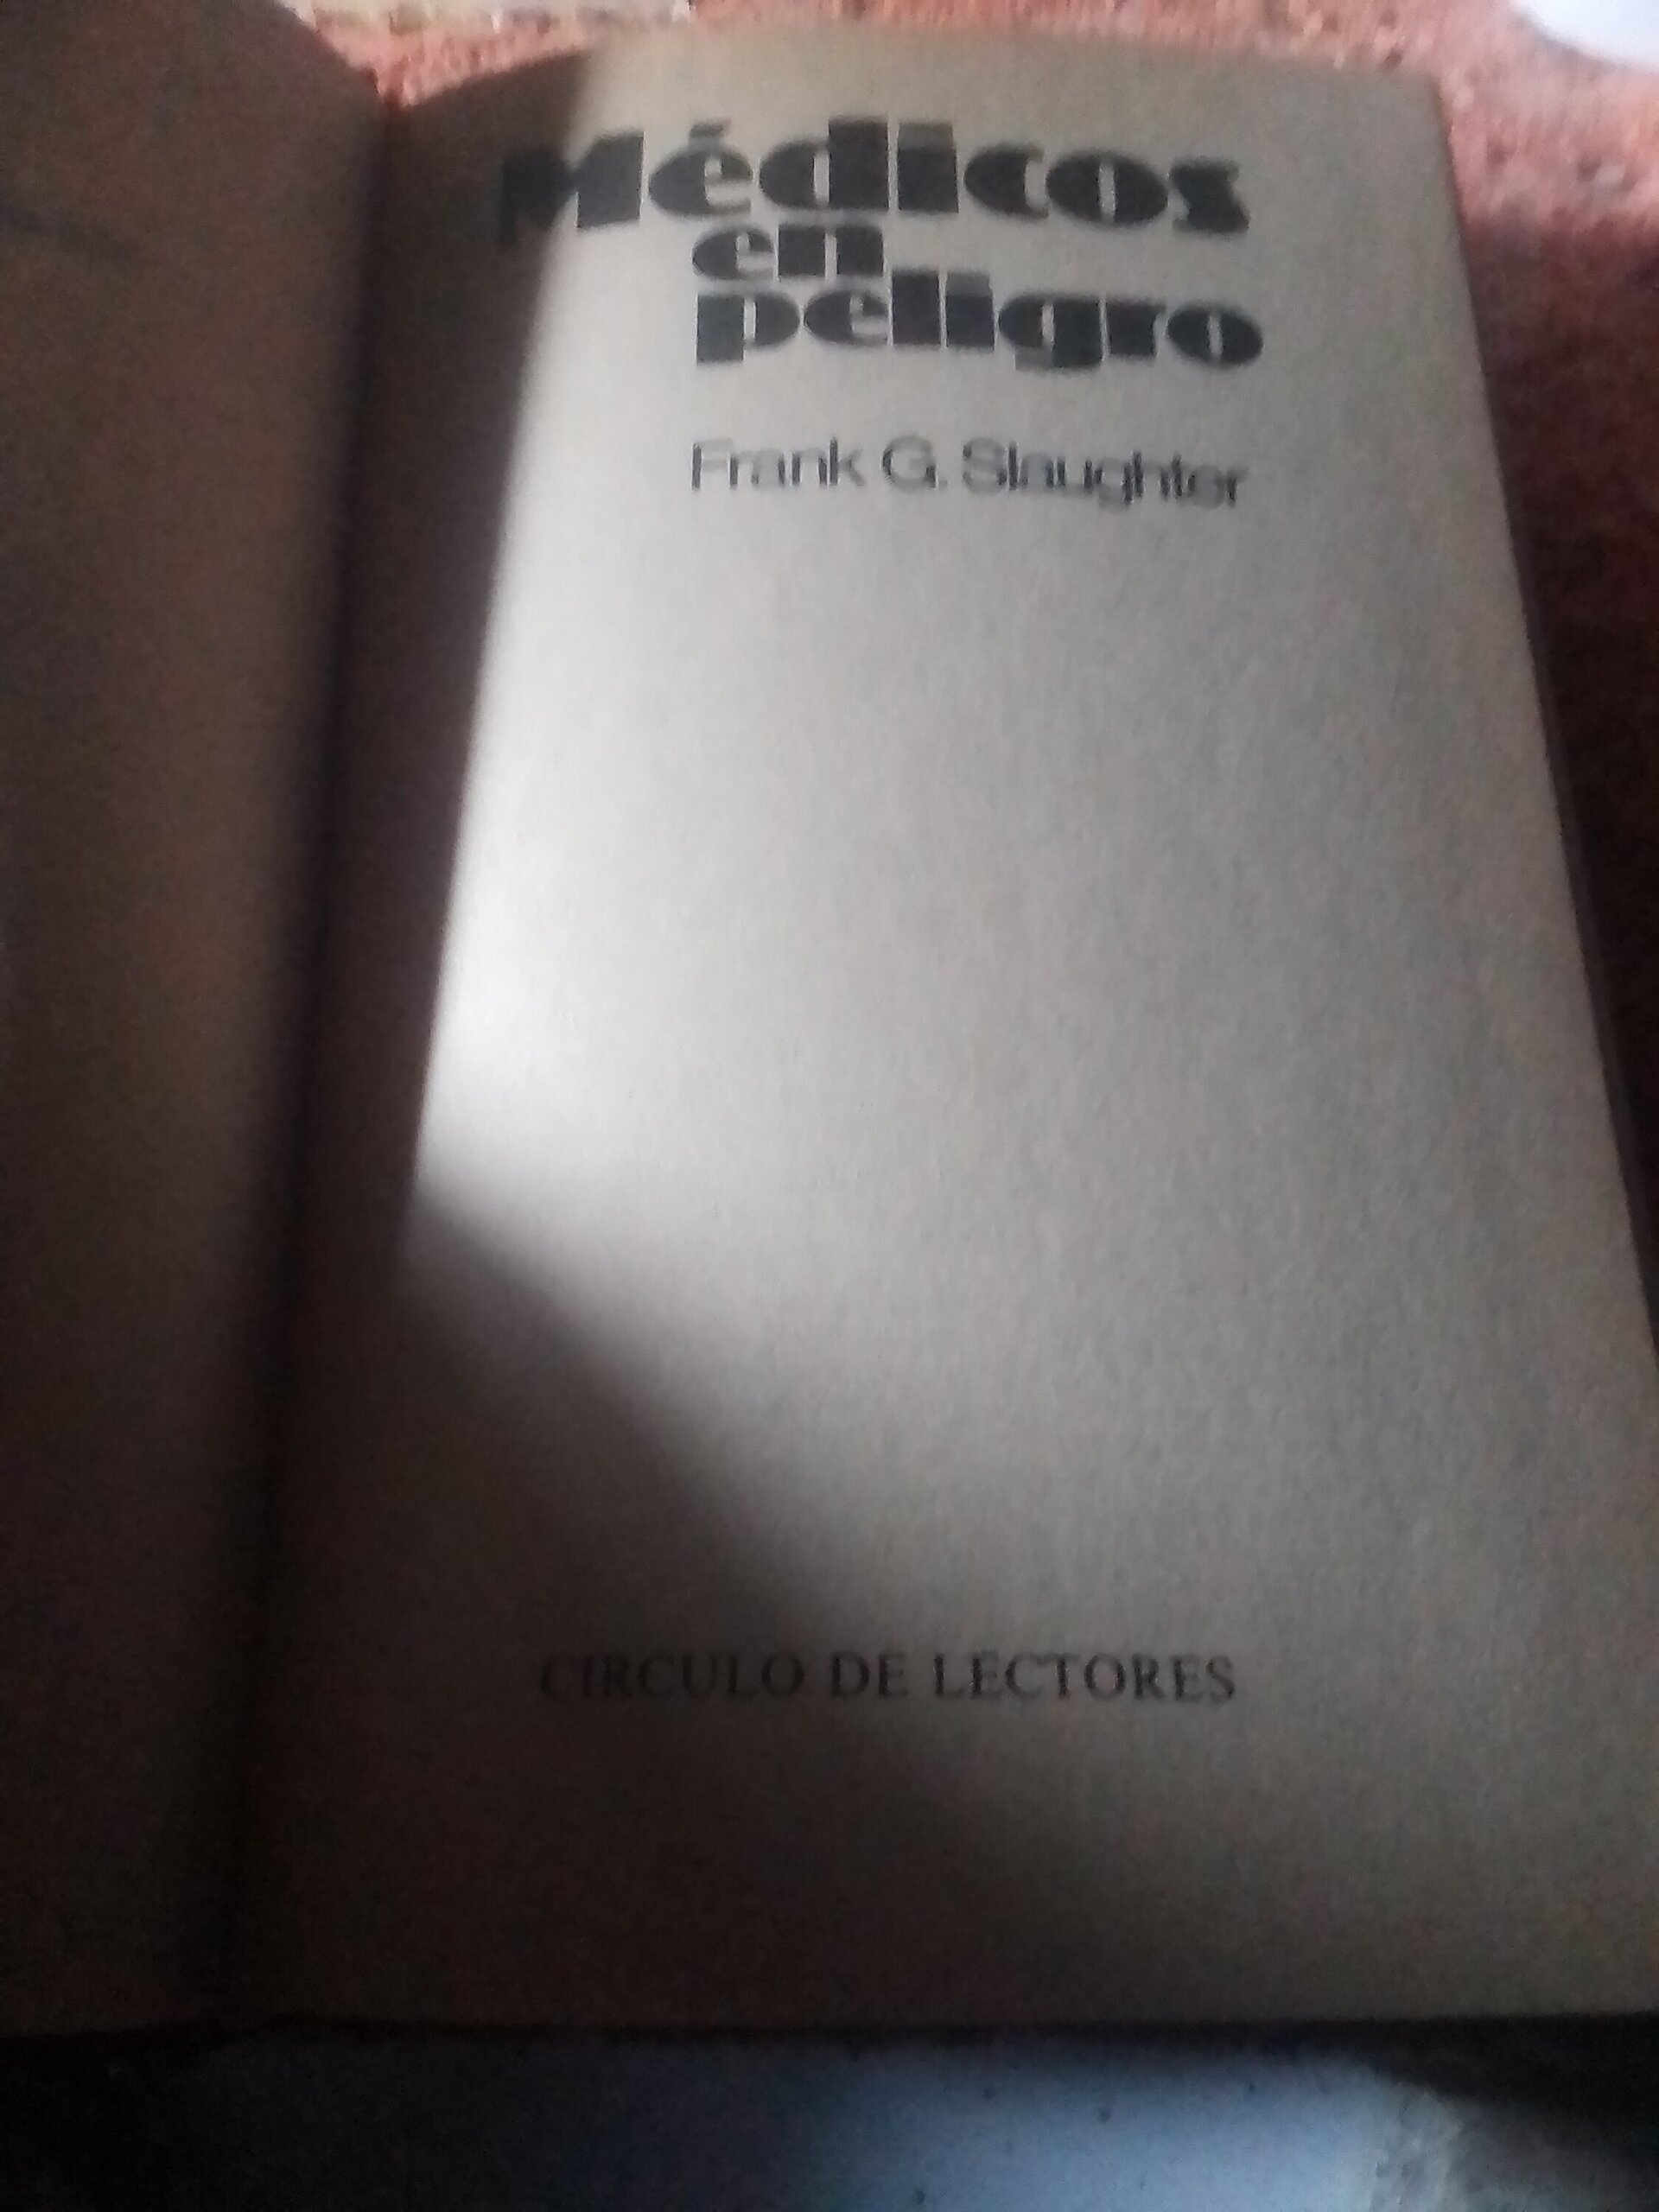 Médicos
en
peligro
Frank G. Slaughter
CIRCULO DE LECTORES